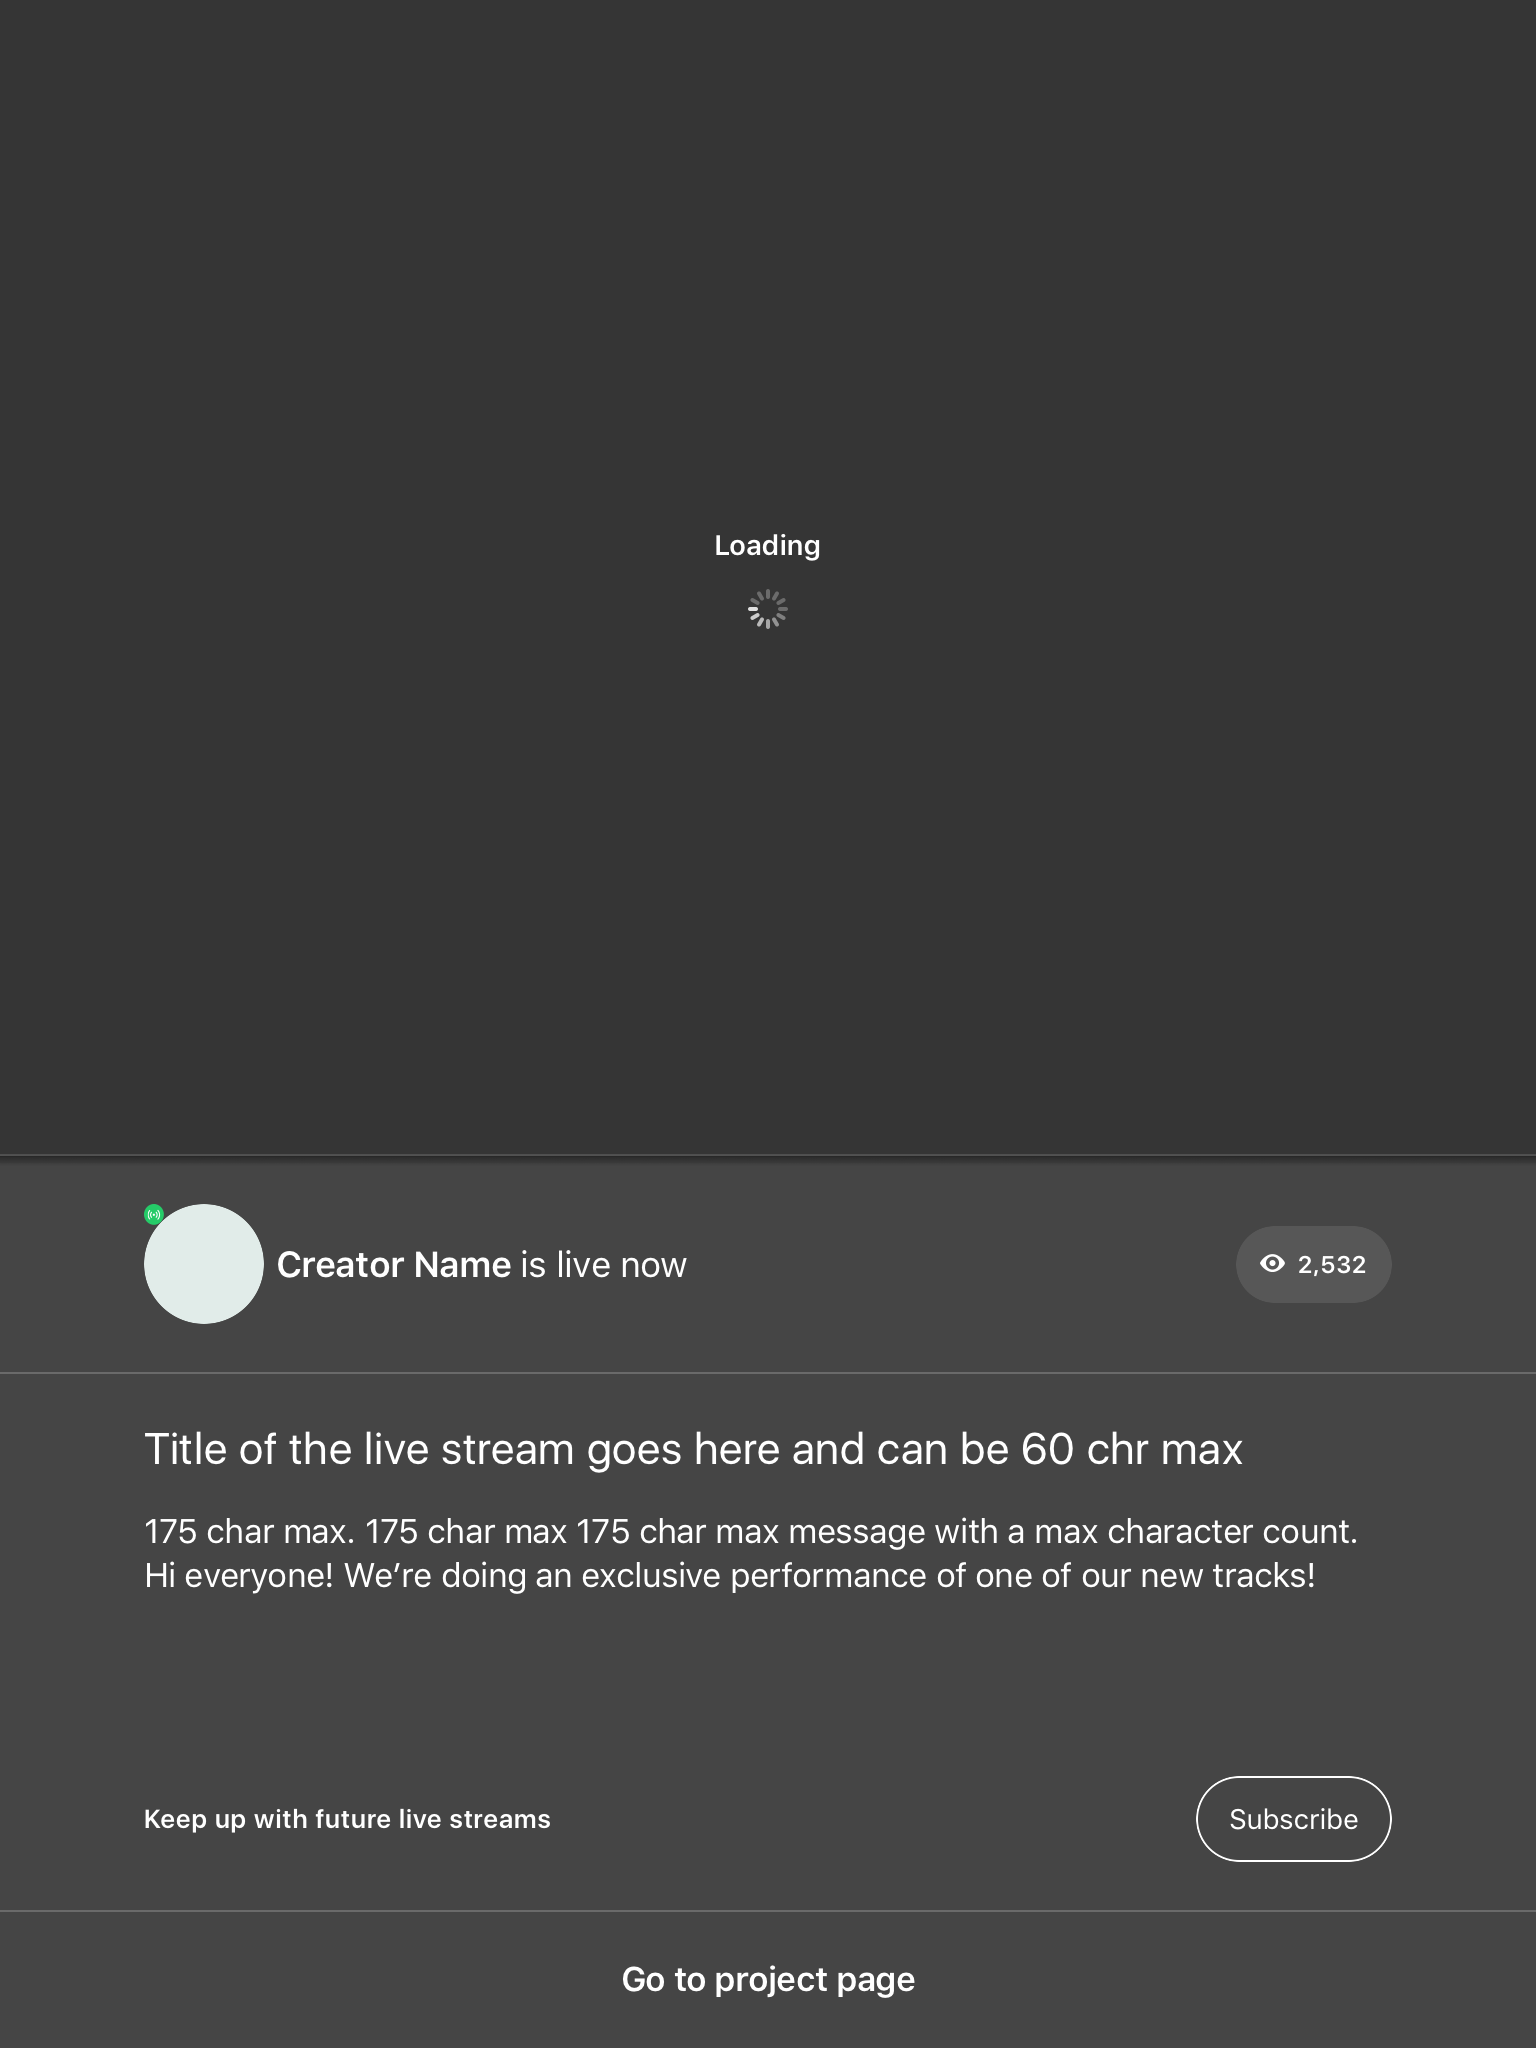 Loading
Creator Name is live now
2,532
Title of the live stream goes here and can be 60 chr max
175 char max. 175 char max 175 char max message with a max character count.
Hi everyone! We’re doing an exclusive performance of one of our new tracks!
Keep up with future live streams
Subscribe
Go to project page